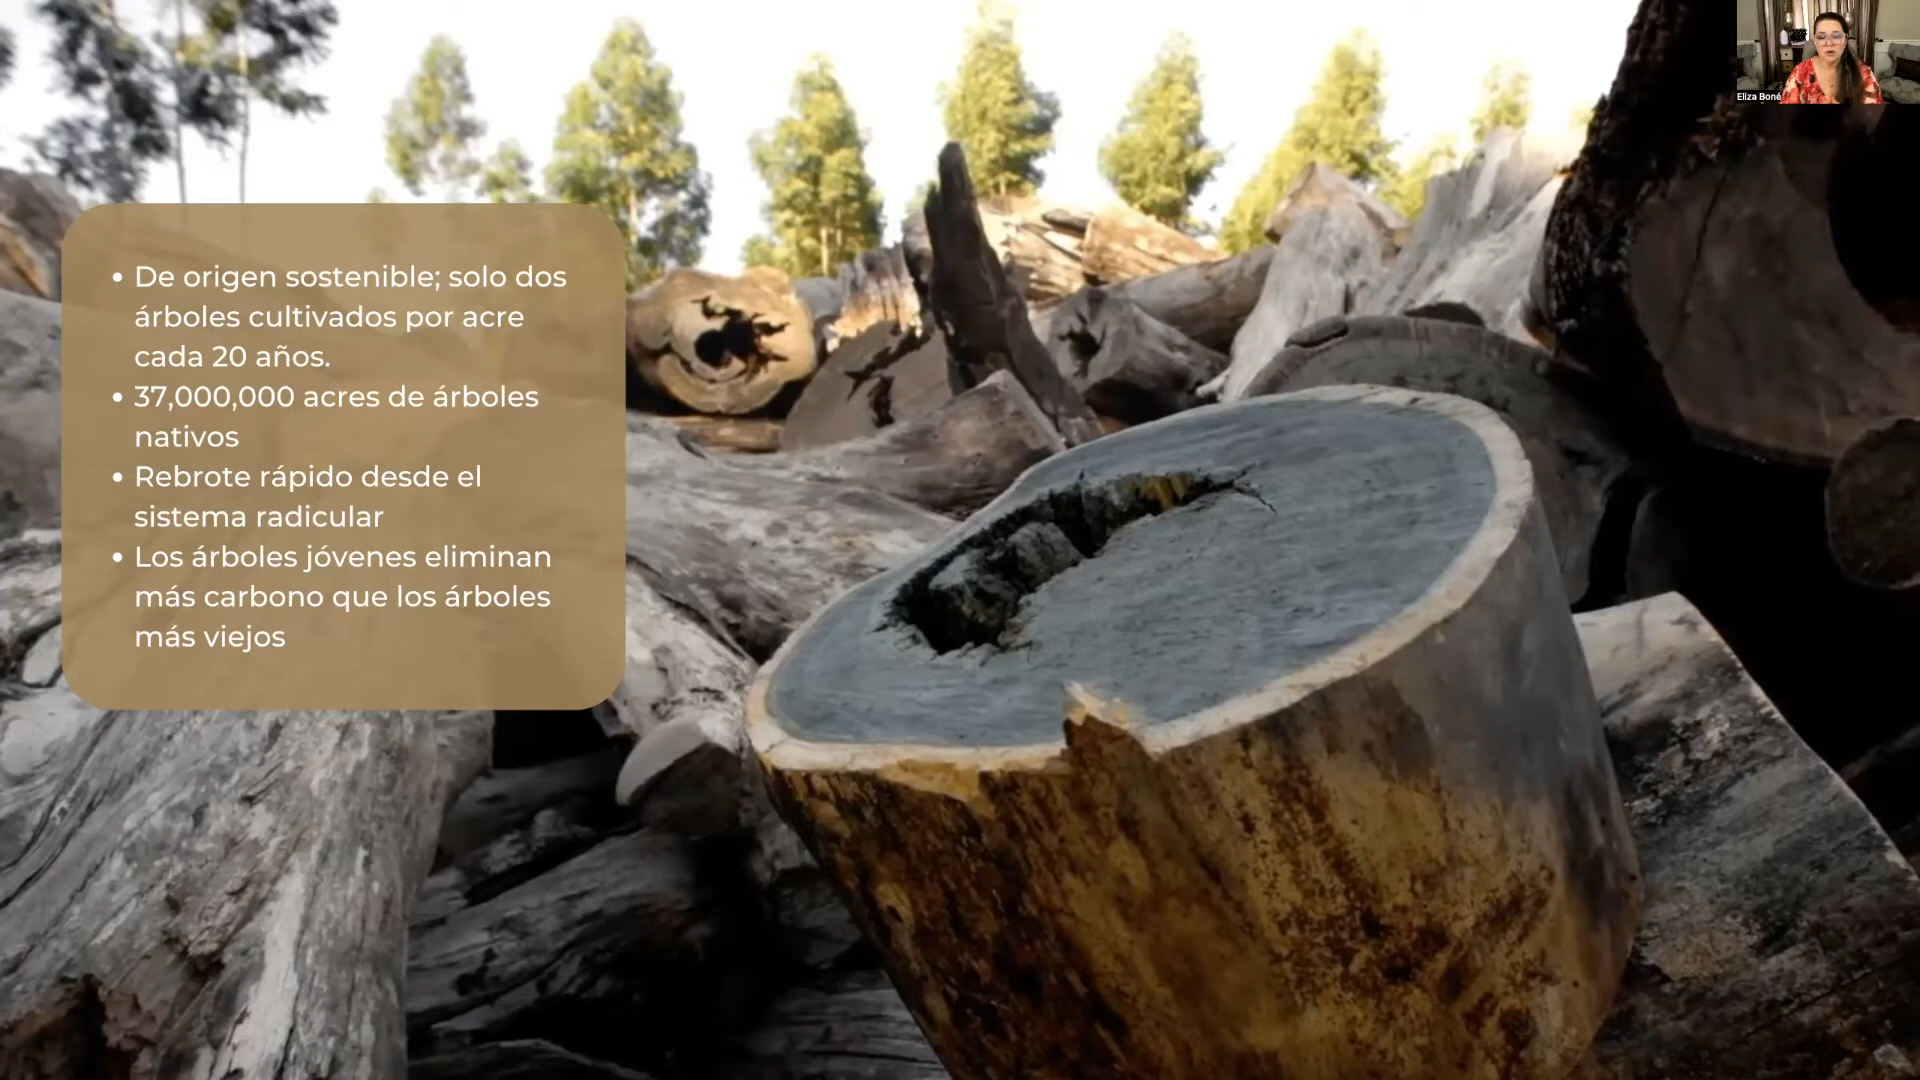 Eliza Boné
• De origen sostenible; solo dos
árboles cultivados por acre
cada 20 años.
• 37,000,000 acres de árboles
nativos
• Rebrote rápido desde el
sistema radicular
• Los árboles jóvenes eliminan
más carbono que los árboles
más viejos